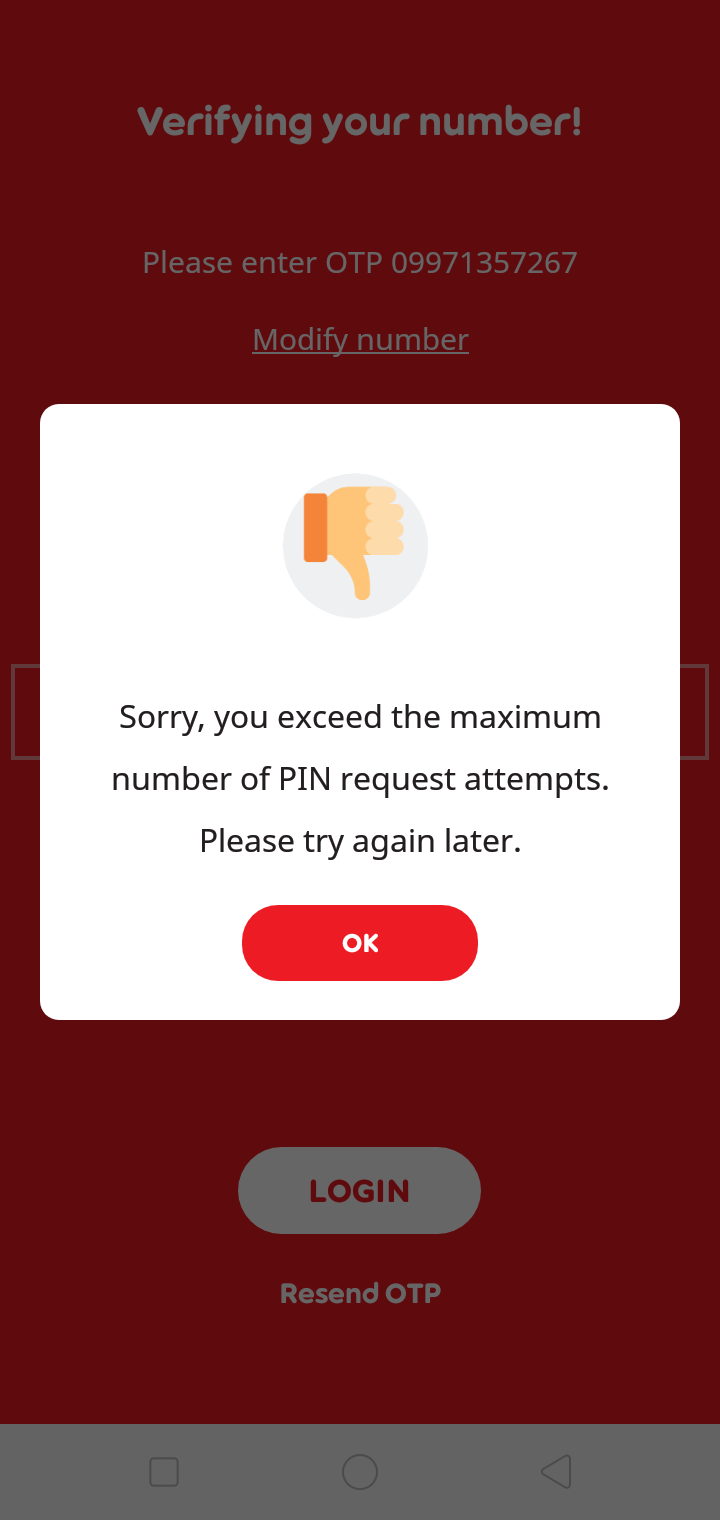 Verifying your number!
Please enter OTP 09971357267
Modify number
Sorry, you exceed the maximum
number of PIN request attempts.
Please try again later.
OK
LOGIN
Resend OTP